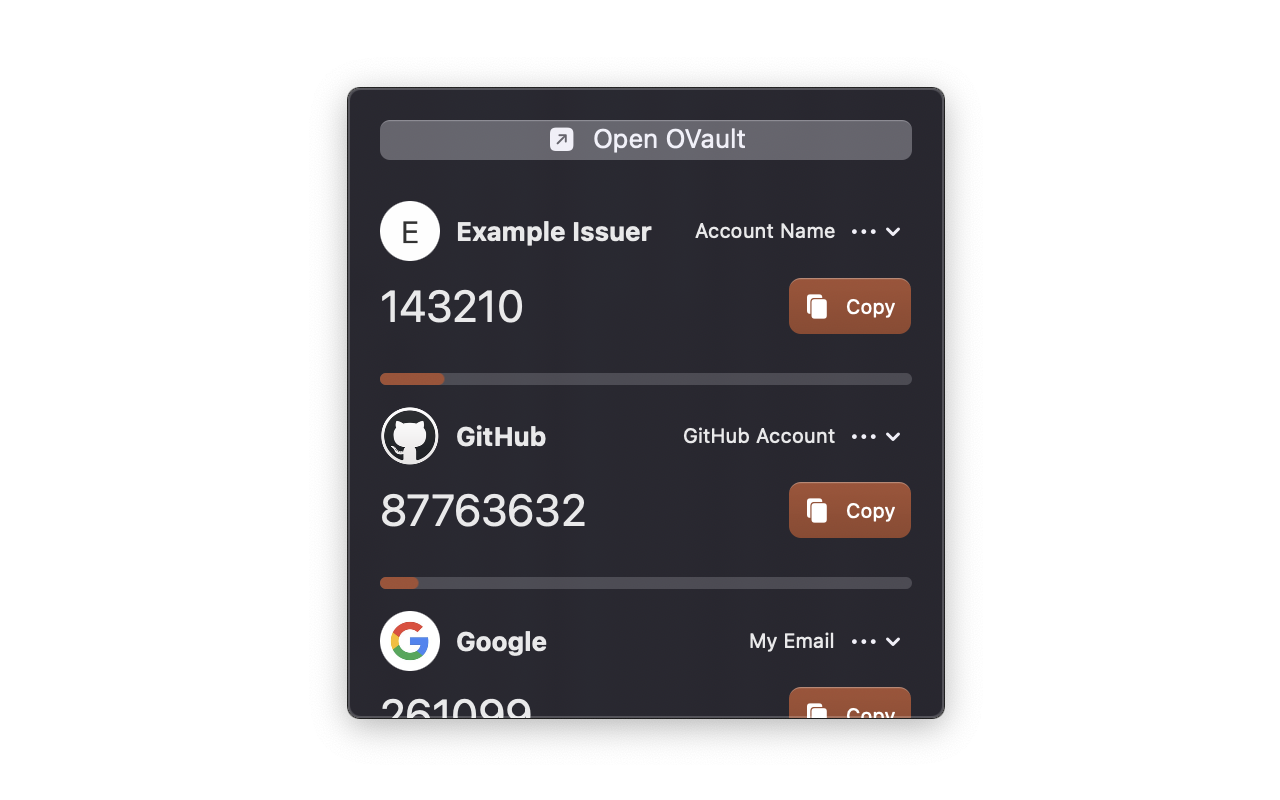 Open OVault
E Example Issuer Account Name
143210 Copy
GitHub GitHub Account
87763632 Copy
Google My Email
261099 Copy